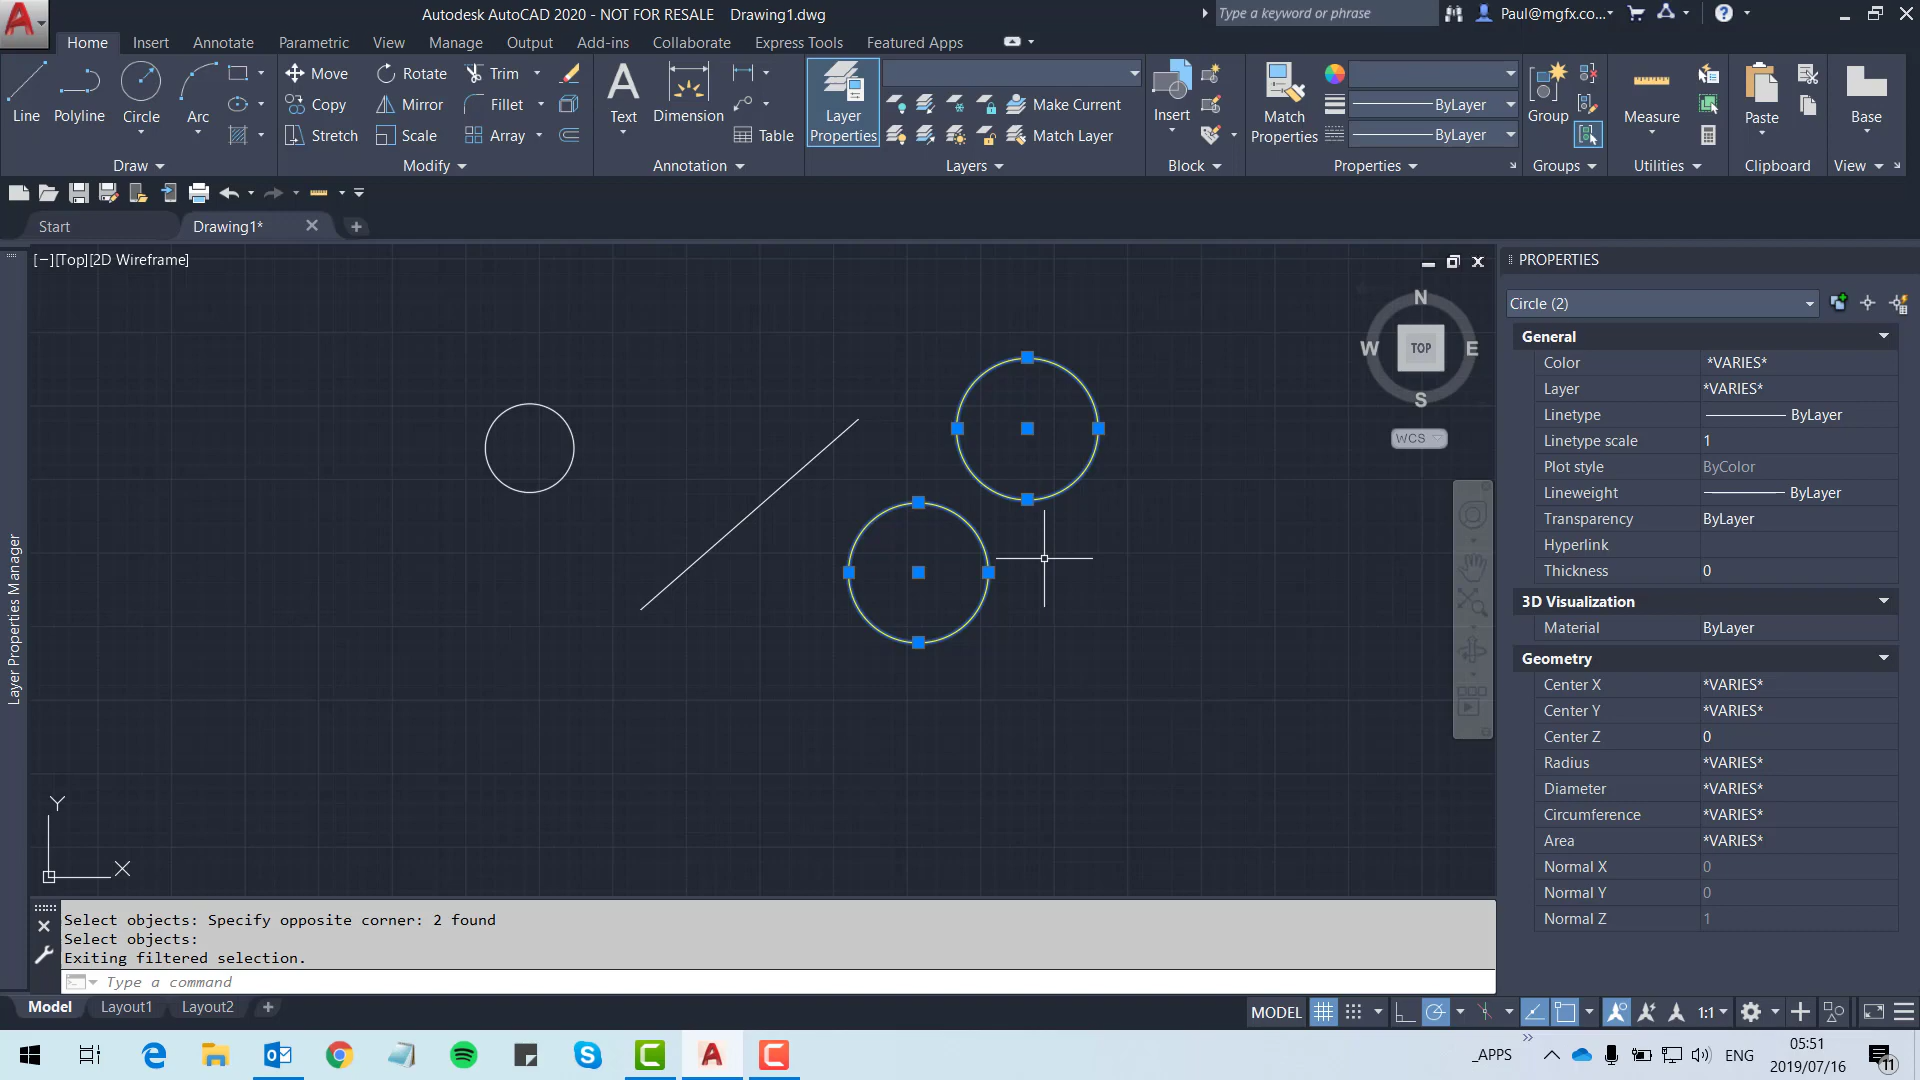 Autodesk AutoCAD 2020 - NOT FOR RESALE Drawing1.dwg
Type a keyword or phrase
Paul@mgfx.co...
Home Insert Annotate Parametric View Manage Output Add-ins Collaborate Express Tools Featured Apps
Line Polyline Circle Arc
Move Rotate Trim
Copy Mirror Fillet
Stretch Scale Array
Text Dimension Table
Layer Properties
Make Current
Match Layer
Insert
Match Properties
ByLayer
ByLayer
Group Measure Paste Base
Draw Modify Annotation Layers Block Properties Groups Utilities Clipboard View
Start Drawing1*
[−][Top][2D Wireframe]
N
W TOP E
S
WCS
Layer Properties Manager
Y
X
PROPERTIES
Circle (2)
General
Color *VARIES*
Layer *VARIES*
Linetype ByLayer
Linetype scale 1
Plot style ByColor
Lineweight ByLayer
Transparency ByLayer
Hyperlink
Thickness 0
3D Visualization
Material ByLayer
Geometry
Center X *VARIES*
Center Y *VARIES*
Center Z 0
Radius *VARIES*
Diameter *VARIES*
Circumference *VARIES*
Area *VARIES*
Normal X 0
Normal Y 0
Normal Z 1
Select objects: Specify opposite corner: 2 found
Select objects:
Exiting filtered selection.
Type a command
Model Layout1 Layout2
MODEL 1:1
_APPS ENG 05:51
2019/07/16
11